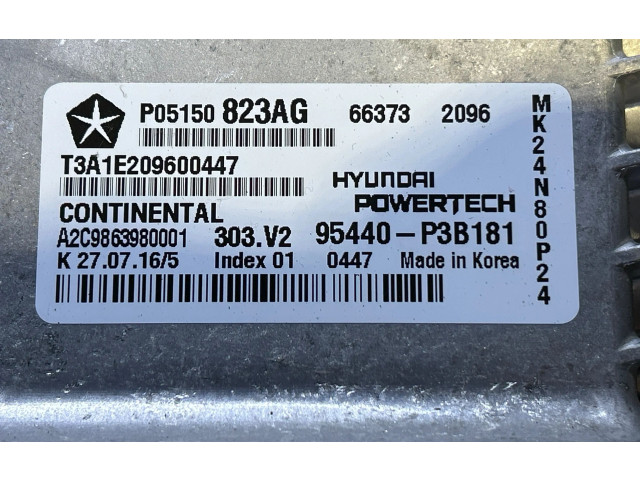 P05150 823AG 66373 2096
T3A1E209600447
HYUNDAI
POWERTECH
CONTINENTAL
A2C9863980001 303.V2 95440-P3B181
K 27.07.16/5 Index 01 0447 Made in Korea
MK24N80P24